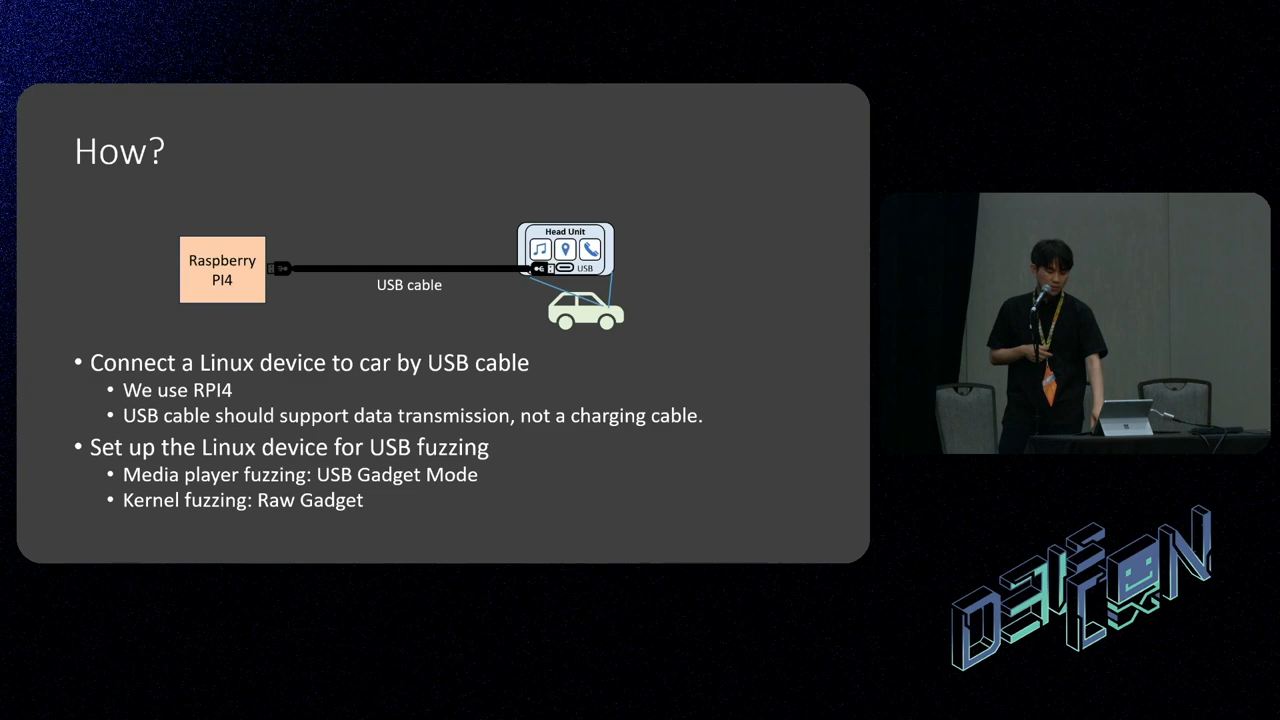 How?
Raspberry
PI4
USB cable
Head Unit
USB
• Connect a Linux device to car by USB cable
• We use RPI4
• USB cable should support data transmission, not a charging cable.
• Set up the Linux device for USB fuzzing
• Media player fuzzing: USB Gadget Mode
• Kernel fuzzing: Raw Gadget
DEF CON